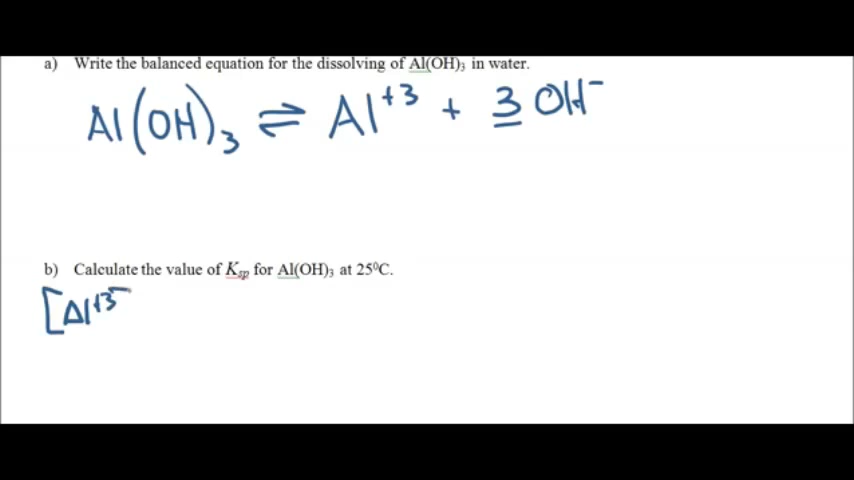 a) Write the balanced equation for the dissolving of Al(OH)₃ in water.
Al(OH)₃ ⇌ Al⁺³ + 3 OH⁻
b) Calculate the value of Ksp for Al(OH)₃ at 25⁰C.
[Al⁺³